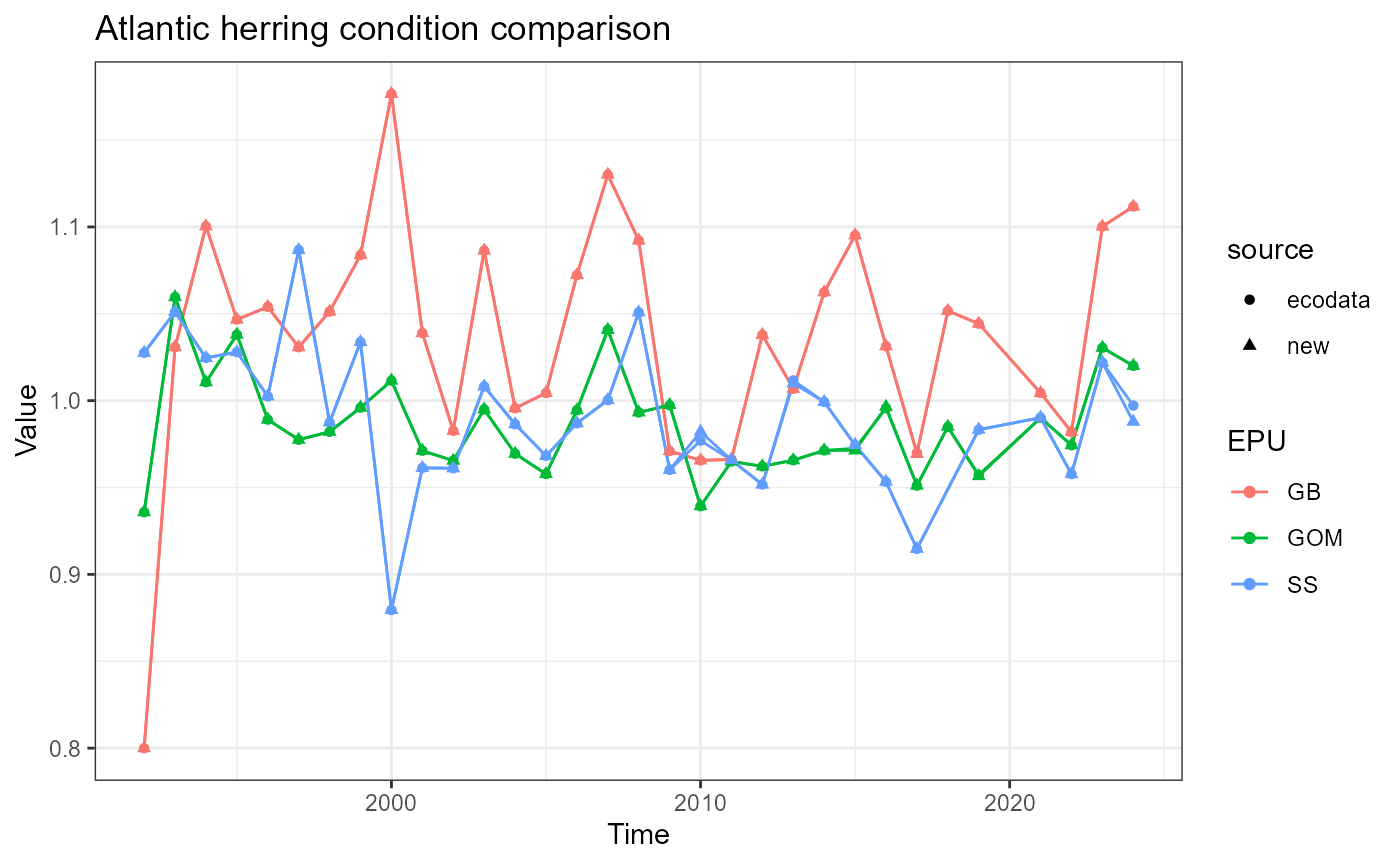 Atlantic herring condition comparison
Value
1.1
1.0
0.9
0.8
2000
2010
2020
Time
source
ecodata
new
EPU
GB
GOM
SS